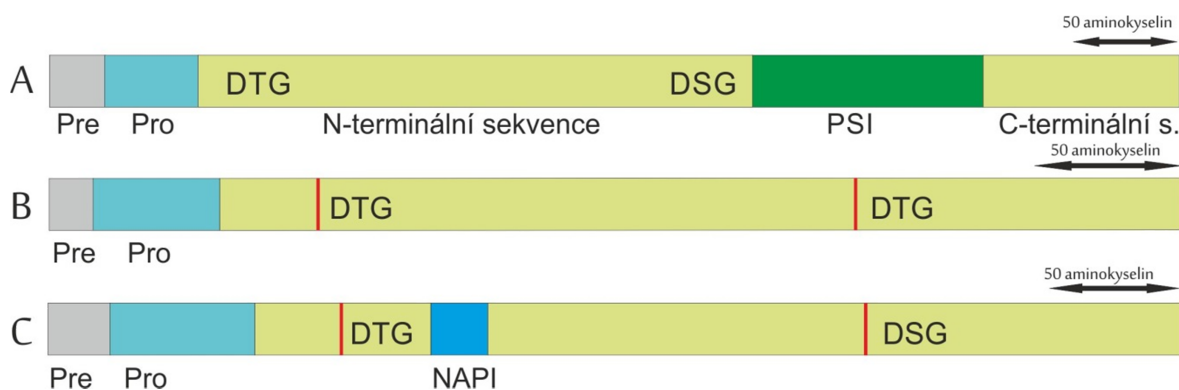 50 aminokyselin
A DTG DSG
Pre Pro N-terminální sekvence PSI C-terminální s.
50 aminokyselin
B DTG DTG
Pre Pro
50 aminokyselin
C DTG DSG
Pre Pro NAPI